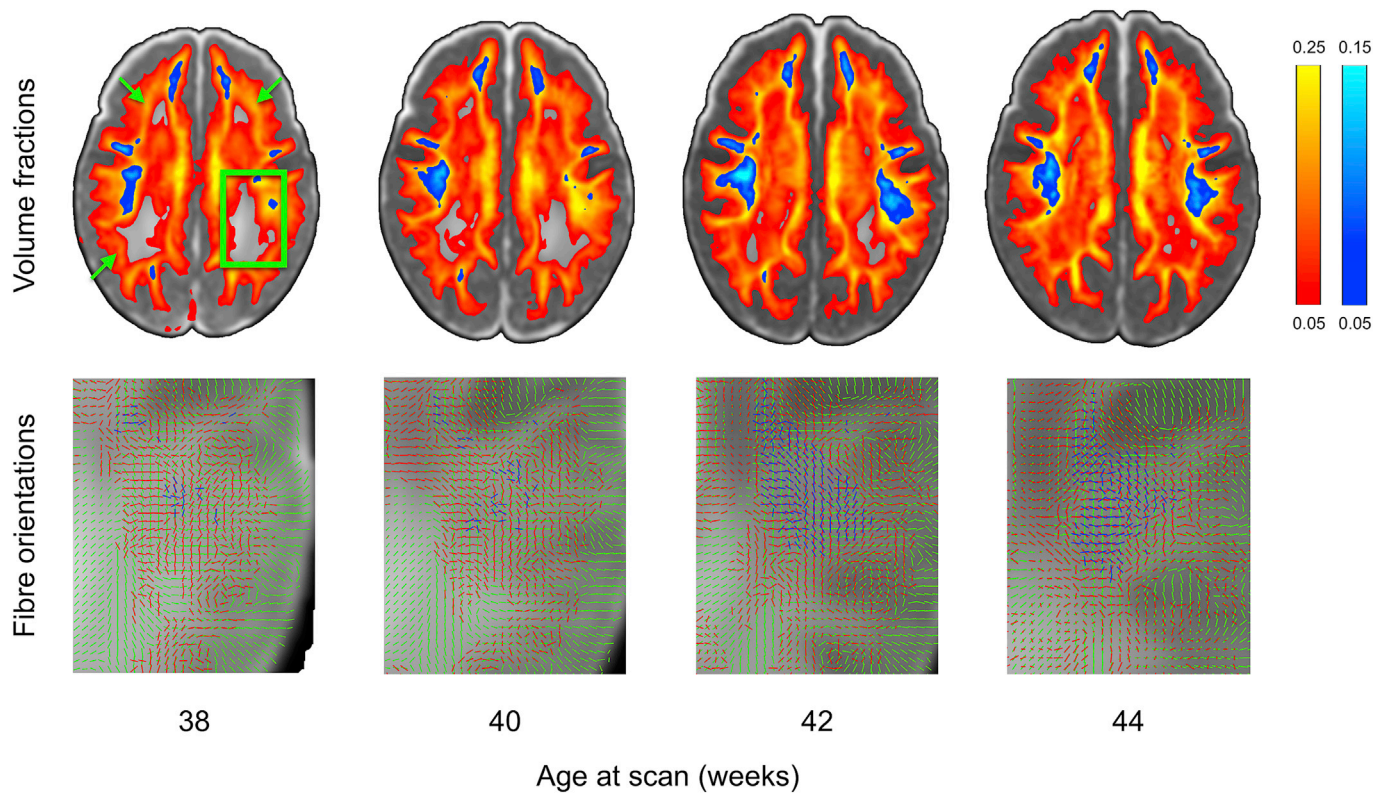 Volume fractions
0.25 0.15
0.05 0.05
Fibre orientations
38 40 42 44
Age at scan (weeks)